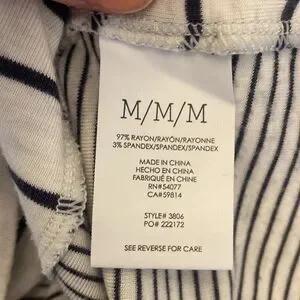 M/M/M
97% RAYON/RAYÓN/RAYONNE
3% SPANDEX/SPANDEX/SPANDEX
MADE IN CHINA
HECHO EN CHINA
FABRIQUÉ EN CHINE
RN#54077
CA#59814
STYLE# 3806
PO# 222172
SEE REVERSE FOR CARE